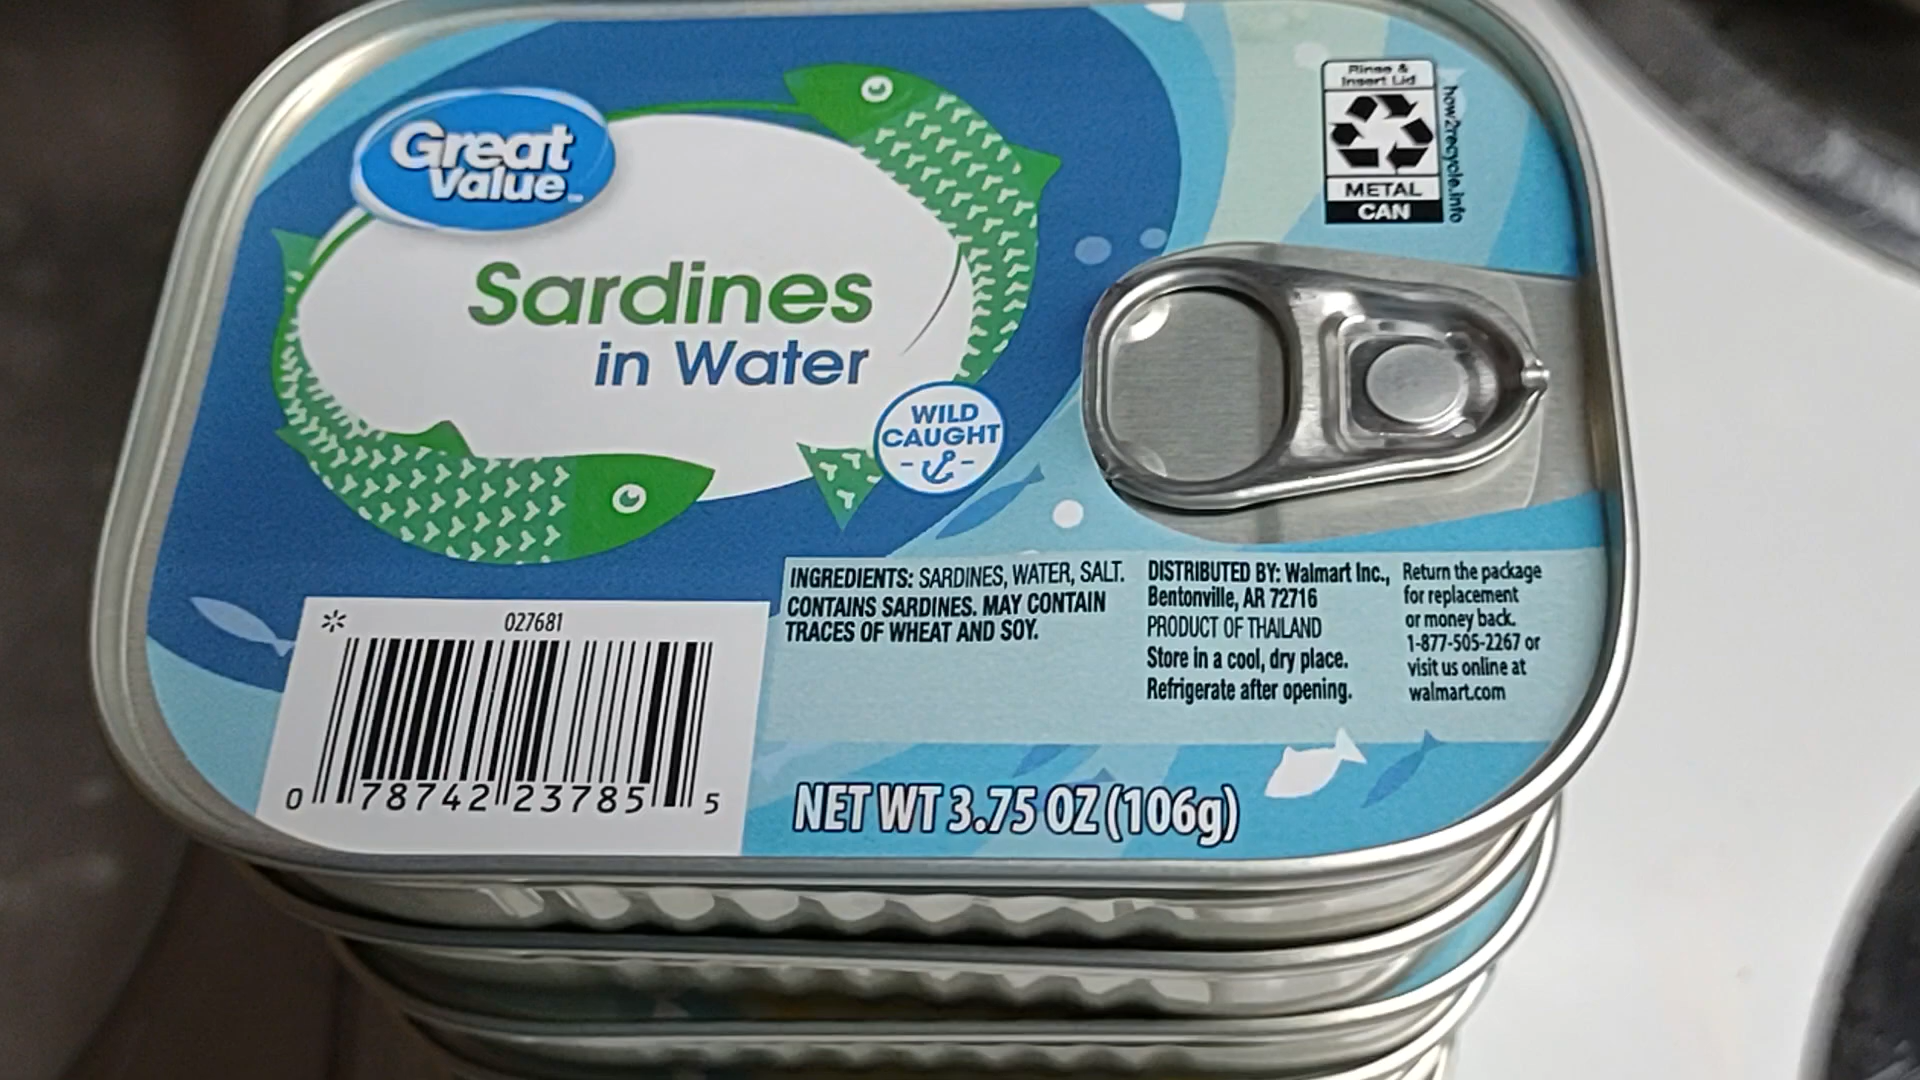 Great
Value™
Sardines
in Water
WILD
CAUGHT
Rinse &
Insert Lid
METAL
CAN
how2recycle.info
INGREDIENTS: SARDINES, WATER, SALT.
CONTAINS SARDINES. MAY CONTAIN
TRACES OF WHEAT AND SOY.
DISTRIBUTED BY: Walmart Inc.,
Bentonville, AR 72716
PRODUCT OF THAILAND
Store in a cool, dry place.
Refrigerate after opening.
Return the package
for replacement
or money back.
1-877-505-2267 or
visit us online at
walmart.com
027681
0 78742 23785 5
NET WT 3.75 OZ (106g)